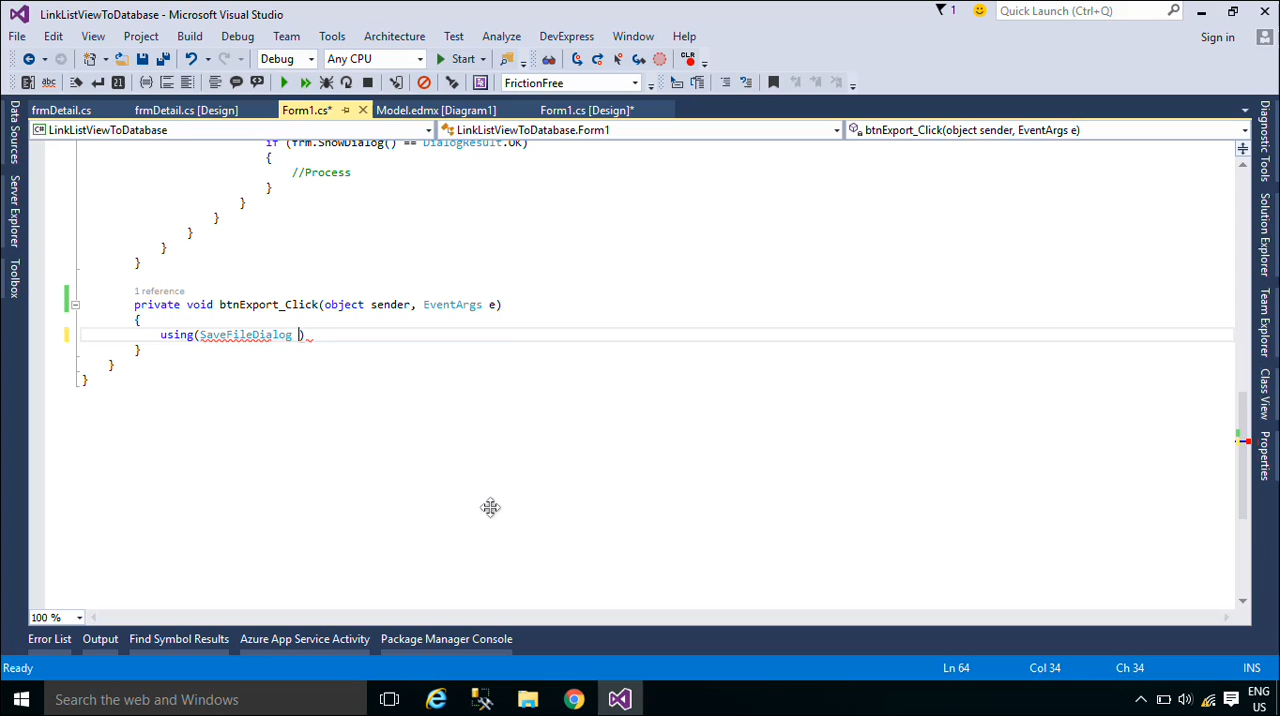 LinkListViewToDatabase - Microsoft Visual Studio
1
Quick Launch (Ctrl+Q)
File Edit View Project Build Debug Team Tools Architecture Test Analyze DevExpress Window Help
Sign in
Debug Any CPU Start CLR
abc 21 FrictionFree
frmDetail.cs frmDetail.cs [Design] Form1.cs* Model.edmx [Diagram1] Form1.cs [Design]*
LinkListViewToDatabase LinkListViewToDatabase.Form1 btnExport_Click(object sender, EventArgs e)
Data Sources
Server Explorer
Toolbox
if (frm.ShowDialog() == DialogResult.OK)
{
//Process
}
}
}
}
}
}
1 reference
private void btnExport_Click(object sender, EventArgs e)
{
using(SaveFileDialog )
}
}
}
Diagnostic Tools
Solution Explorer
Team Explorer
Class View
Properties
100 %
Error List Output Find Symbol Results Azure App Service Activity Package Manager Console
Ready Ln 64 Col 34 Ch 34 INS
Search the web and Windows
ENG
US